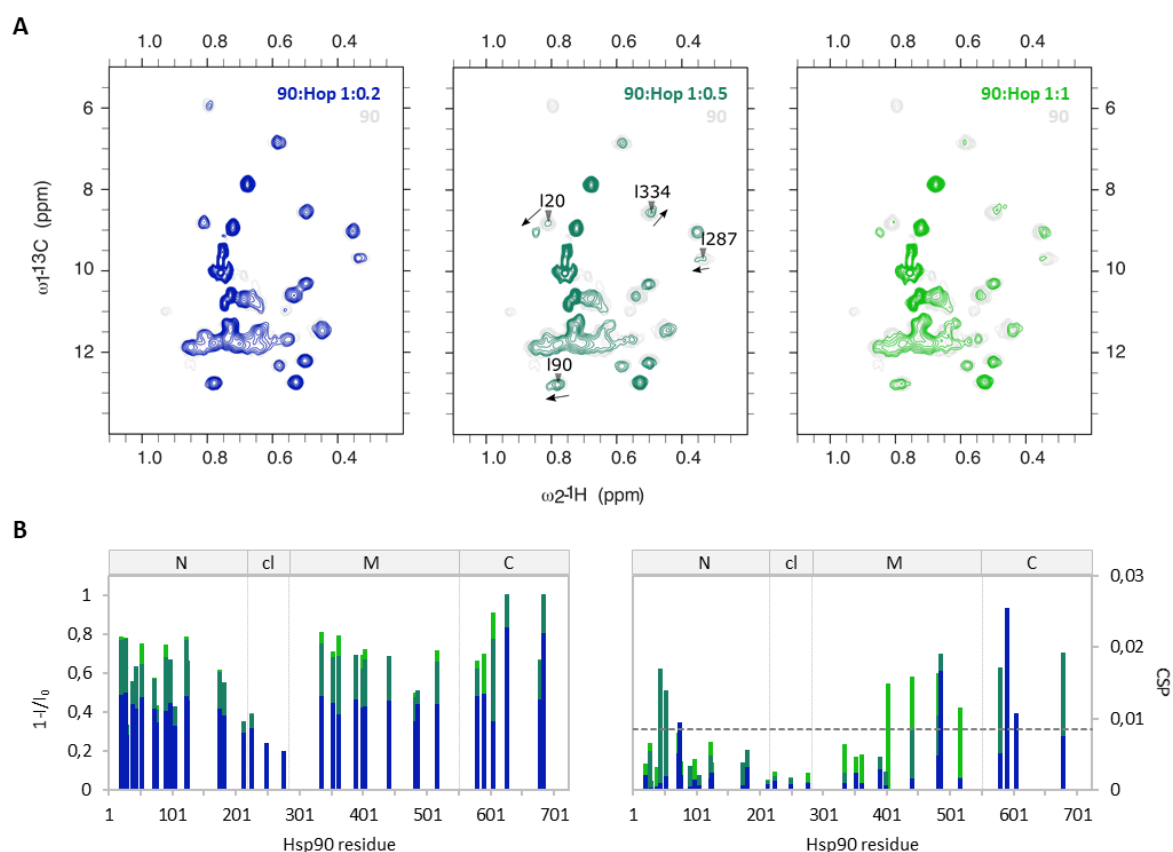 A
1.0 0.8 0.6 0.4
1.0 0.8 0.6 0.4
1.0 0.8 0.6 0.4
90:Hop 1:0.2
90
90:Hop 1:0.5
90
90:Hop 1:1
90
6
8
10
12
6
8
10
12
ω1-13C (ppm)
I20
I334
I287
I90
1.0 0.8 0.6 0.4
1.0 0.8 0.6 0.4
1.0 0.8 0.6 0.4
ω2-1H (ppm)
B
N cl M C
1
0,8
0,6
0,4
0,2
0
1-I/I0
1 101 201 301 401 501 601 701
Hsp90 residue
N cl M C
0,03
0,02
0,01
0
CSP
1 101 201 301 401 501 601 701
Hsp90 residue